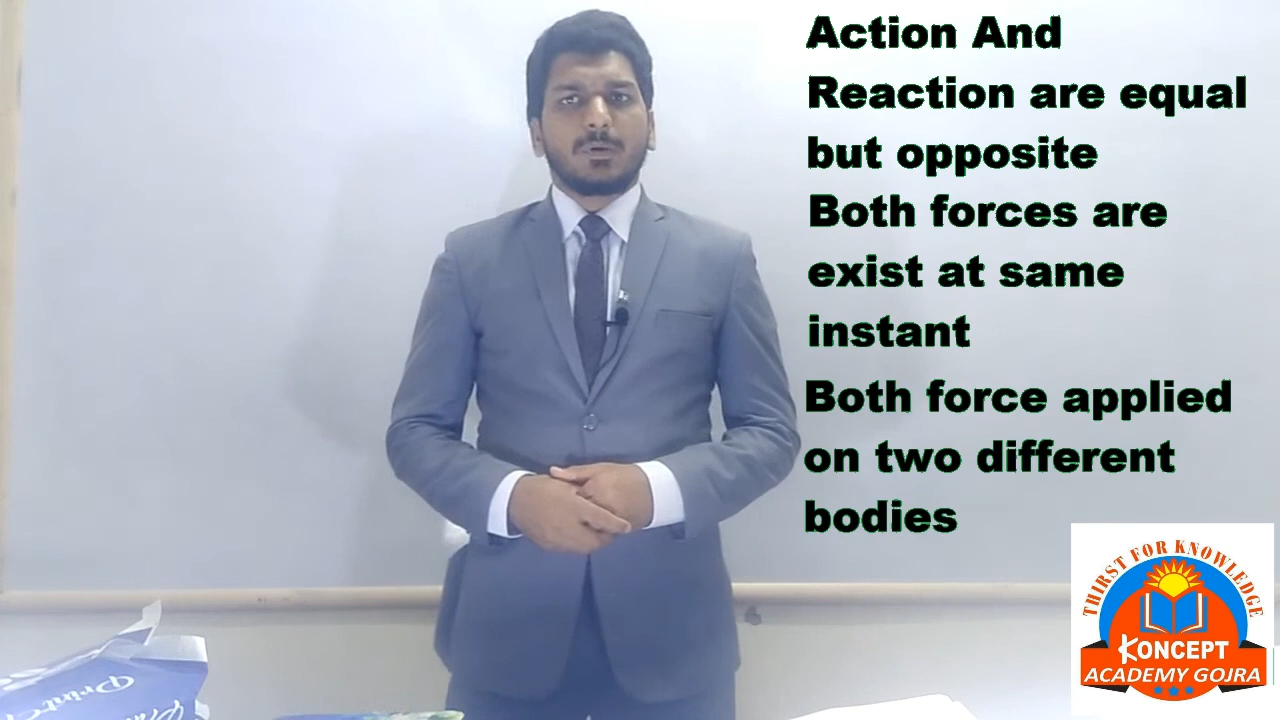 Action And
Reaction are equal
but opposite
Both forces are
exist at same
instant
Both force applied
on two different
bodies
THIRST FOR KNOWLEDGE
KONCEPT
ACADEMY GOJRA